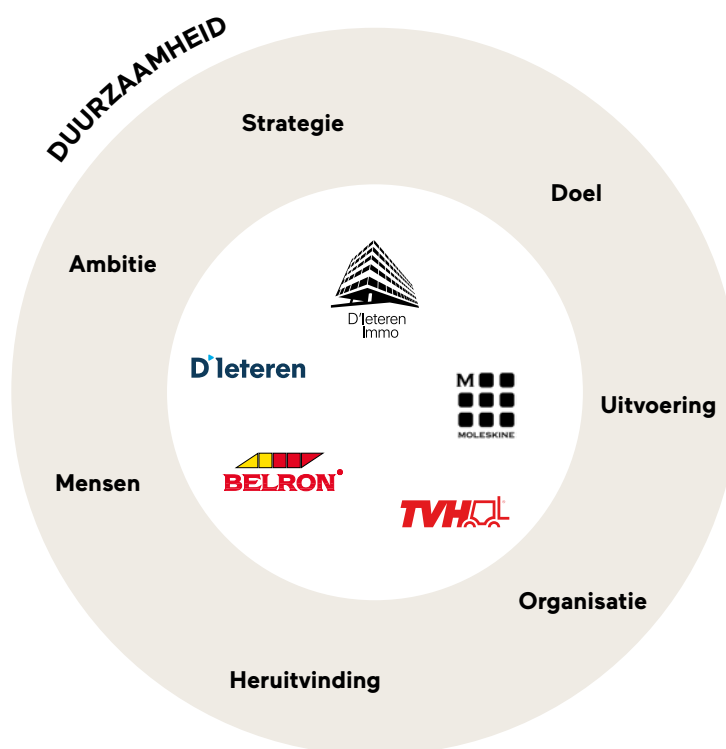 DUURZAAMHEID
Strategie
Doel
Ambitie
D'Ieteren
Immo
D'Ieteren
M
MOLESKINE
Uitvoering
Mensen
BELRON
TVH
Organisatie
Heruitvinding